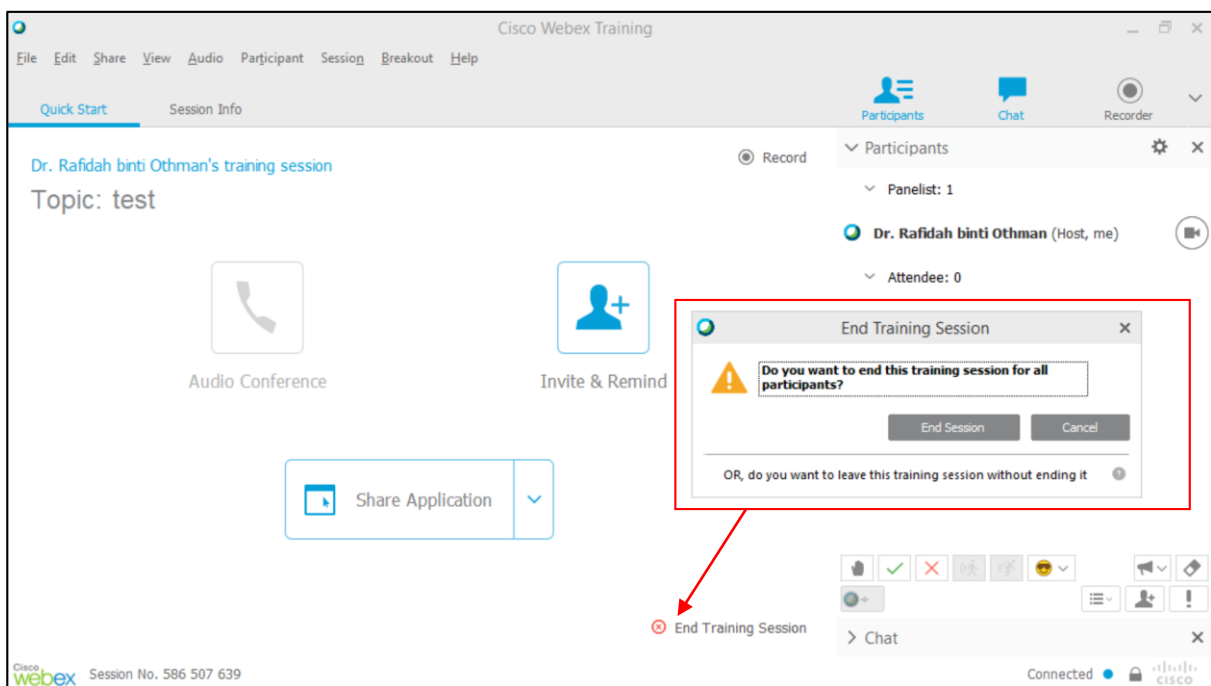 Cisco Webex Training
File Edit Share View Audio Participant Session Breakout Help
Quick Start Session Info
Participants Chat Recorder
Dr. Rafidah binti Othman's training session
Record
Topic: test
Participants
Panelist: 1
Dr. Rafidah binti Othman (Host, me)
Attendee: 0
Audio Conference
Invite & Remind
End Training Session
Do you want to end this training session for all
participants?
End Session Cancel
OR, do you want to leave this training session without ending it
Share Application
End Training Session
Chat
Cisco
webex
Session No. 586 507 639
Connected
CISCO